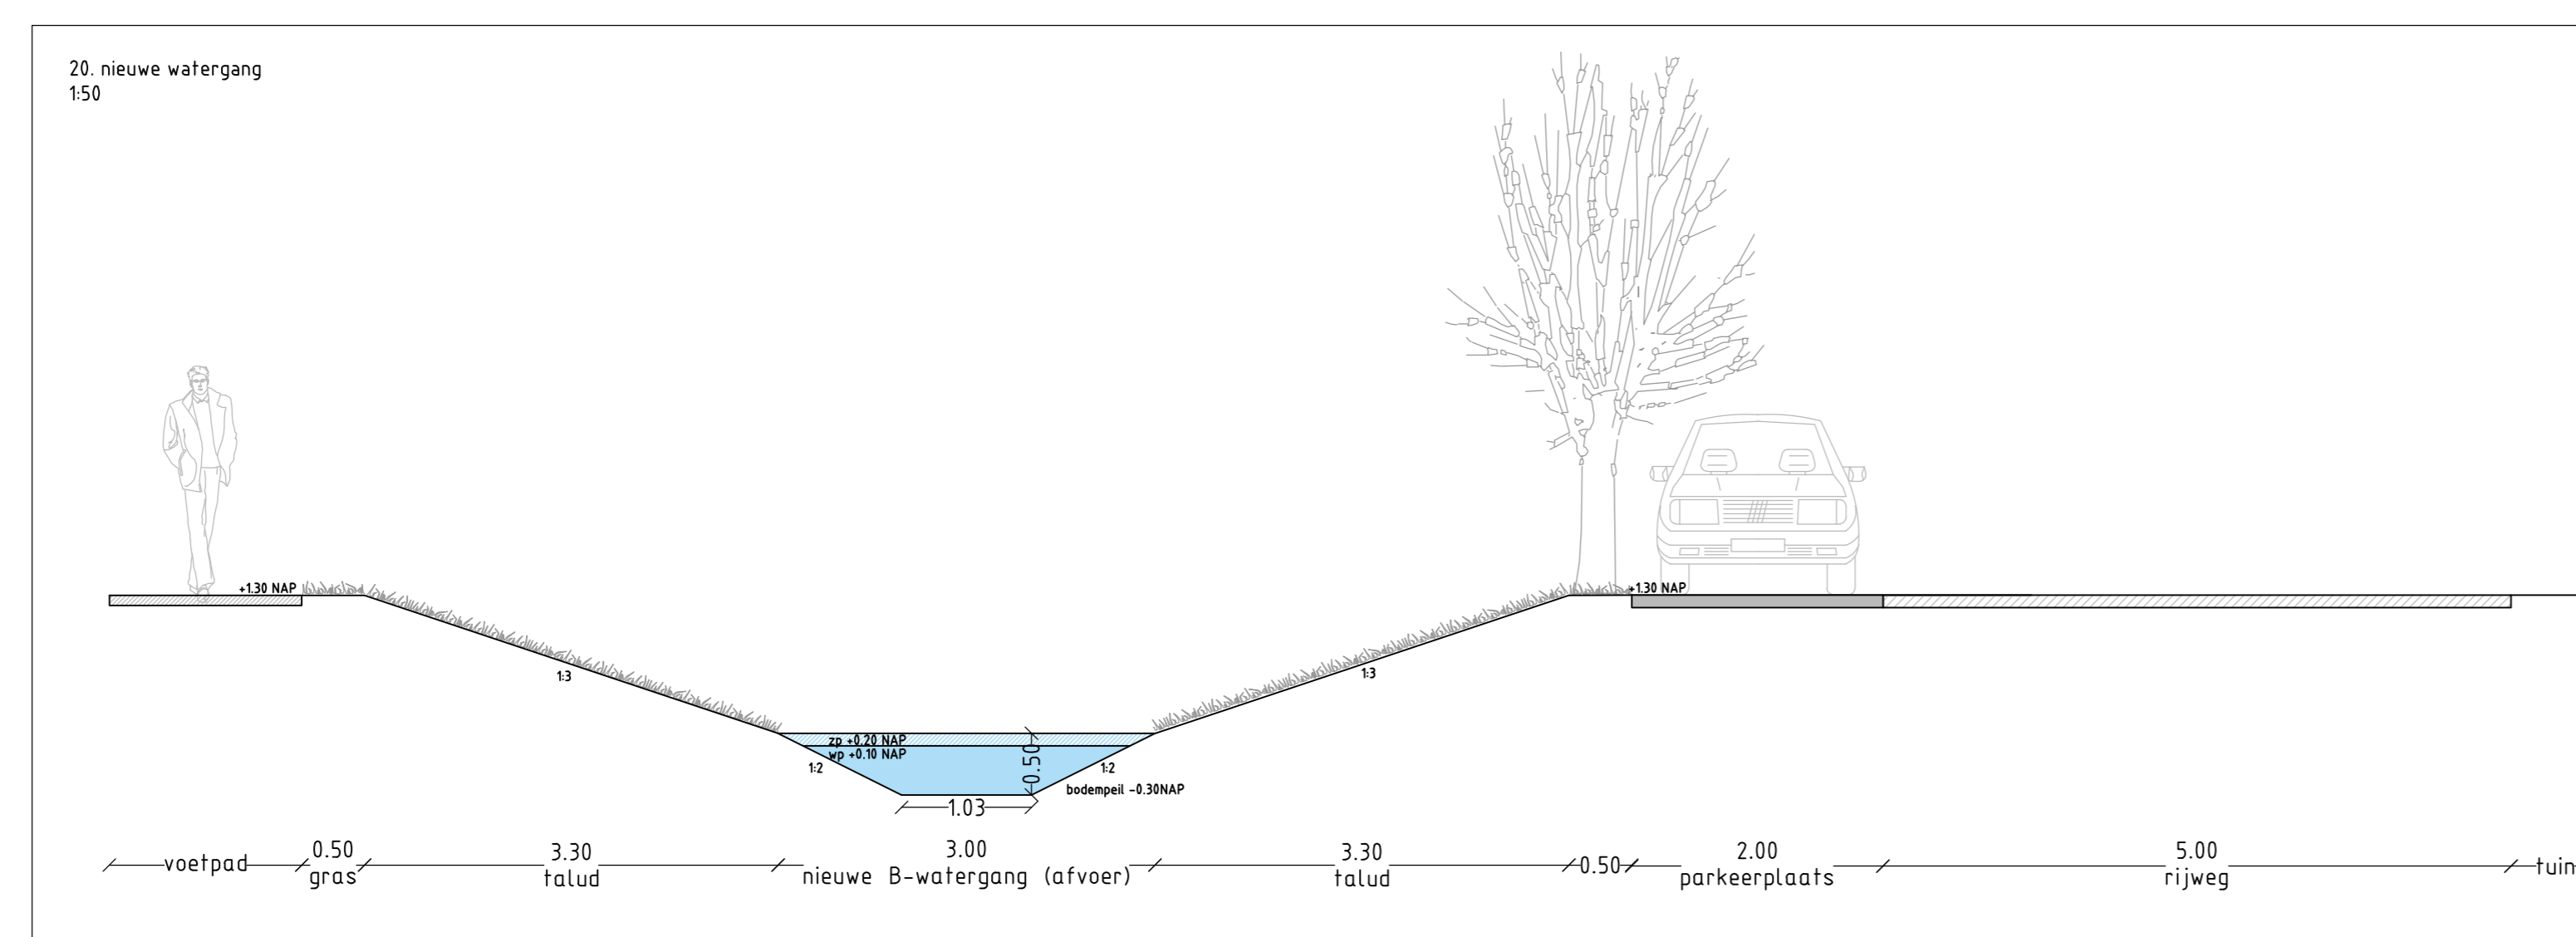 20. nieuwe watergang
1:50
+1.30 NAP
+1.30 NAP
1:3
1:3
zp +0.20 NAP
wp +0.10 NAP
0.50
1:2
1:2
bodempeil -0.30NAP
1.03
voetpad
0.50
gras
3.30
talud
3.00
nieuwe B-watergang (afvoer)
3.30
talud
0.50
2.00
parkeerplaats
5.00
rijweg
tuin